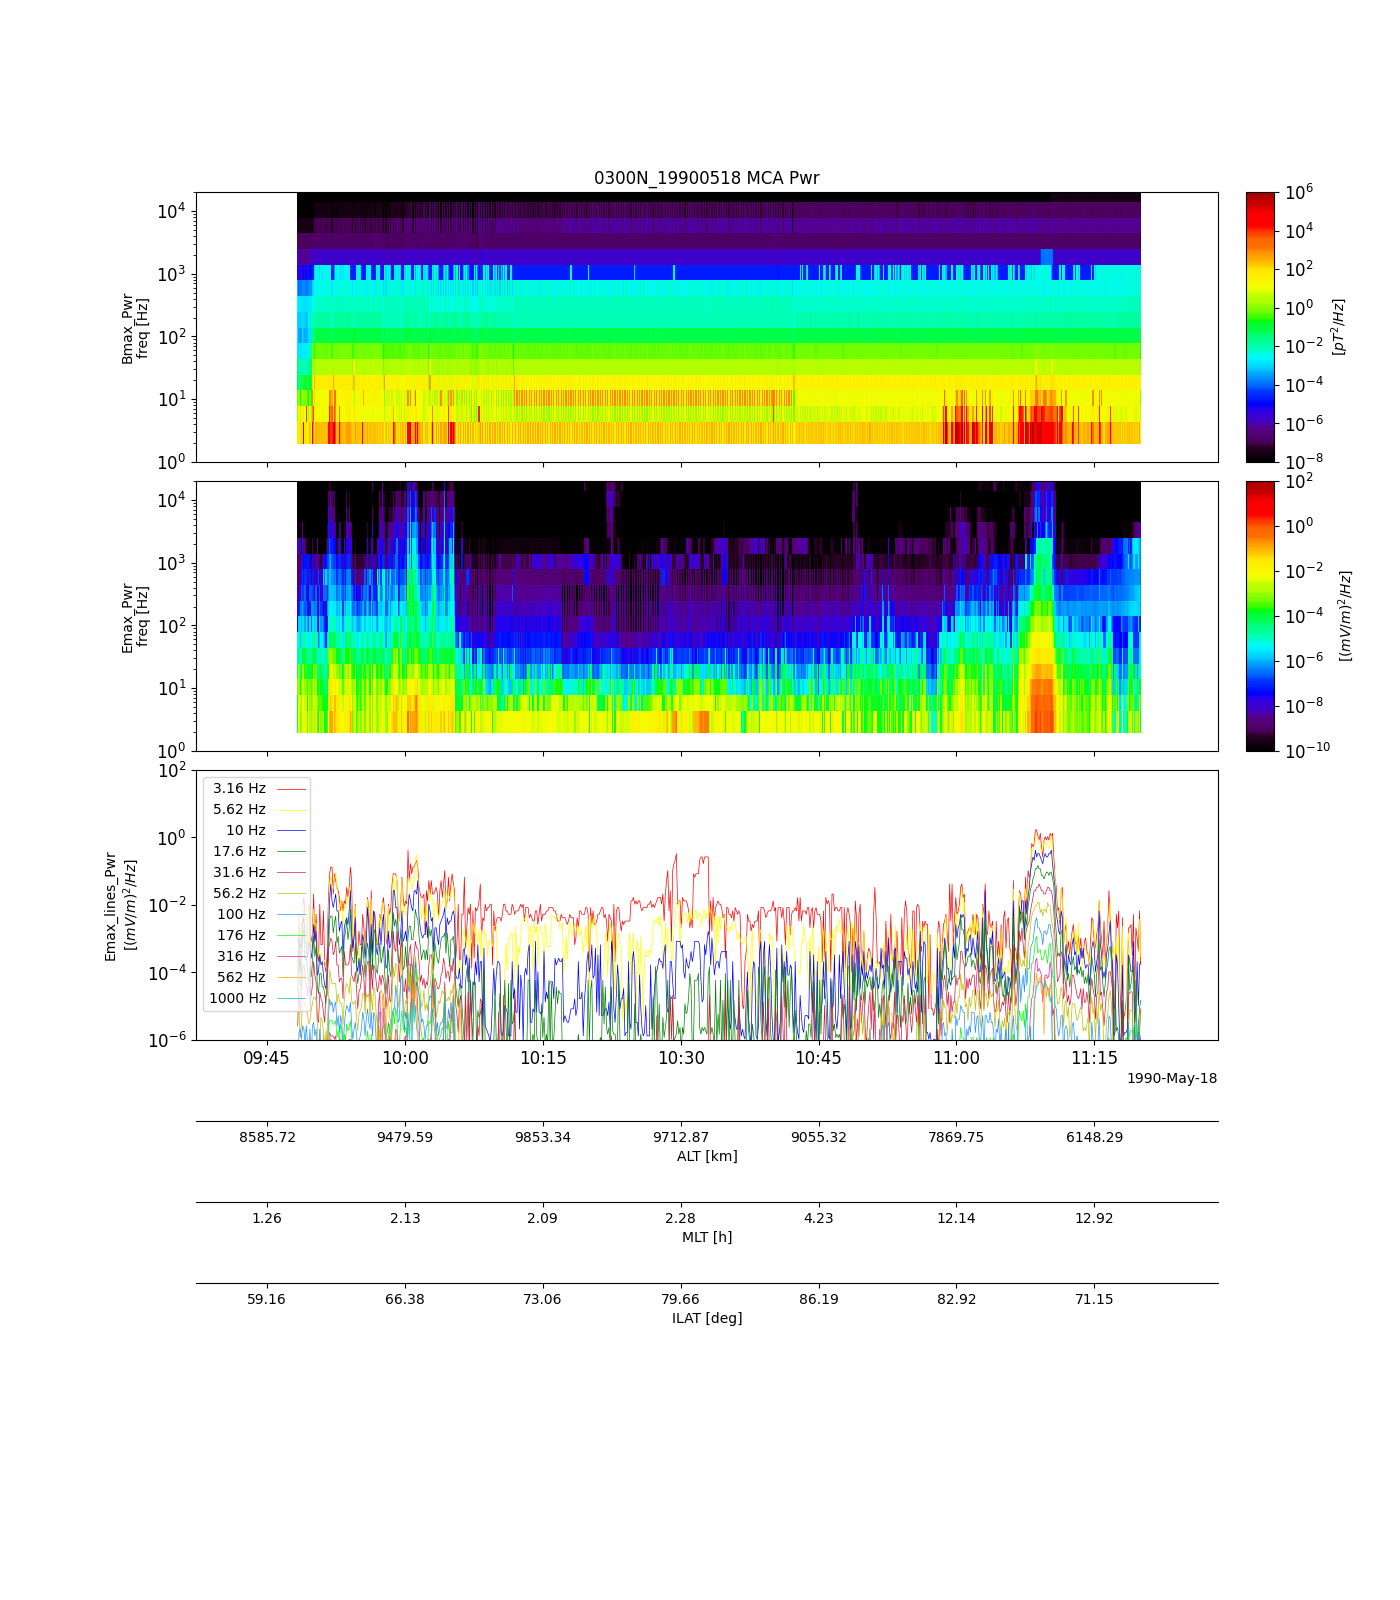 0300N_19900518 MCA Pwr
10^4
10^3
10^2
10^1
10^0
Bmax_Pwr
freq [Hz]
10^6
10^4
10^2
10^0
10^-2
10^-4
10^-6
10^-8
[pT^2/Hz]
10^4
10^3
10^2
10^1
10^0
Emax_Pwr
freq [Hz]
10^2
10^0
10^-2
10^-4
10^-6
10^-8
10^-10
[(mV/m)^2/Hz]
10^2
10^0
10^-2
10^-4
10^-6
Emax_lines_Pwr
[(mV/m)^2/Hz]
3.16 Hz
5.62 Hz
10 Hz
17.6 Hz
31.6 Hz
56.2 Hz
100 Hz
176 Hz
316 Hz
562 Hz
1000 Hz
09:45 10:00 10:15 10:30 10:45 11:00 11:15
1990-May-18
8585.72 9479.59 9853.34 9712.87 9055.32 7869.75 6148.29
ALT [km]
1.26 2.13 2.09 2.28 4.23 12.14 12.92
MLT [h]
59.16 66.38 73.06 79.66 86.19 82.92 71.15
ILAT [deg]